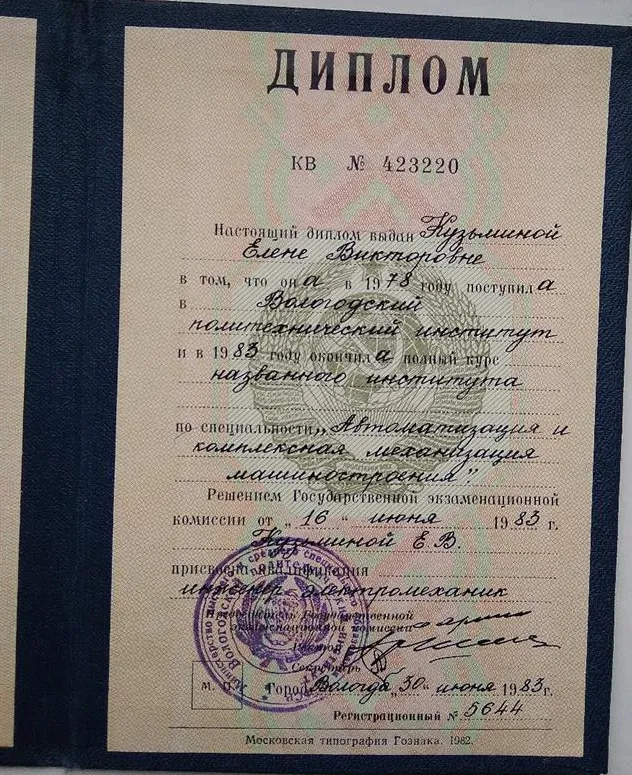 ДИПЛОМ
КВ № 423220
Настоящий диплом выдан Кузьминой
Елене Викторовне
в том, что она в 1978 году поступила
в Вологодский
политехнический институт
и в 1983 году окончила полный курс
названного института
по специальности „Автоматизация и
комплексная механизация
машиностроения".
Решением Государственной экзаменационной
комиссии от „16" июня 1983 г.
Кузьминой Е.В.
присвоена квалификация
инженер электромеханик
Председатель Государственной
экзаменационной комиссии
Ректор
Секретарь
М. П. Город Вологда „30" июня 1983 г.
Регистрационный № 5644
Московская типография Гознака. 1982.